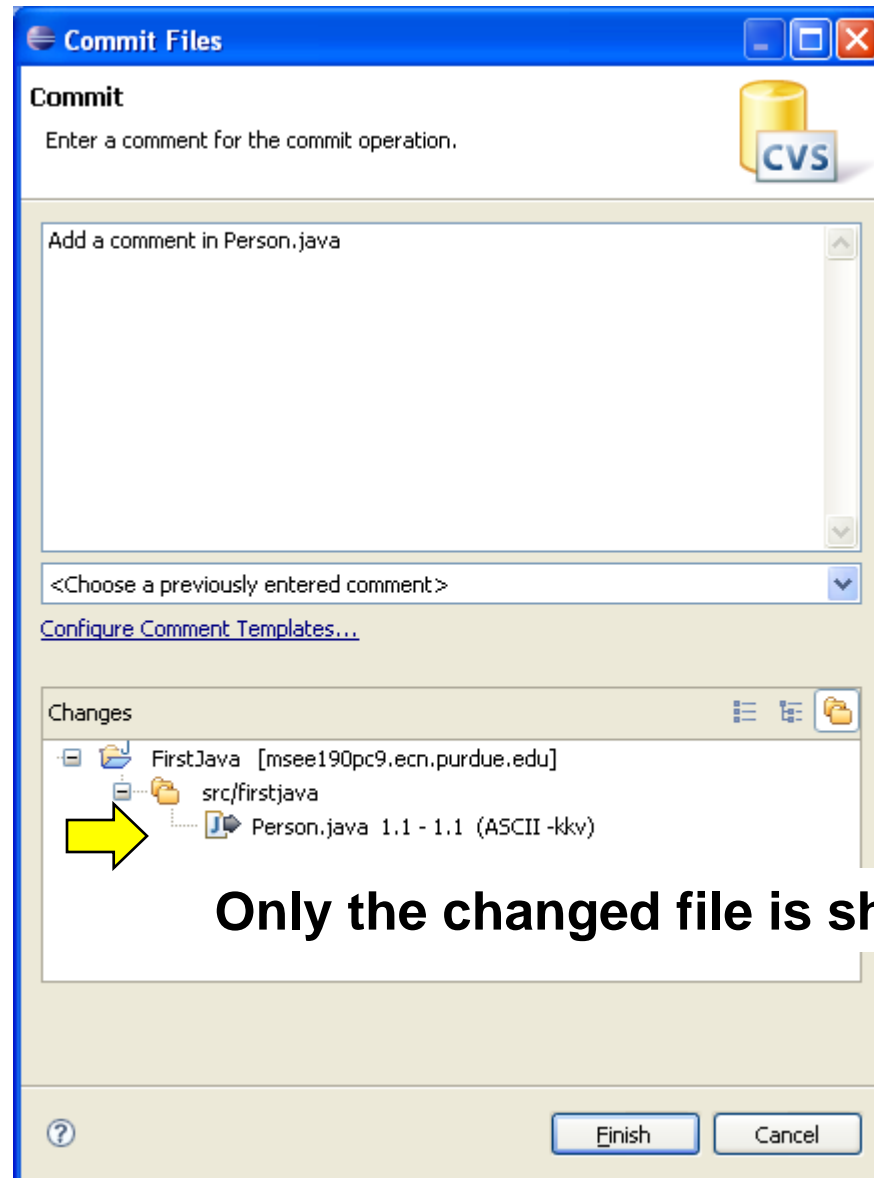 Commit Files
Commit
Enter a comment for the commit operation.
CVS
Add a comment in Person.java
<Choose a previously entered comment>
Configure Comment Templates...
Changes
FirstJava [msee190pc9.ecn.purdue.edu]
src/firstjava
Person.java 1.1 - 1.1 (ASCII -kkv)
Only the changed file is
Finish
Cancel